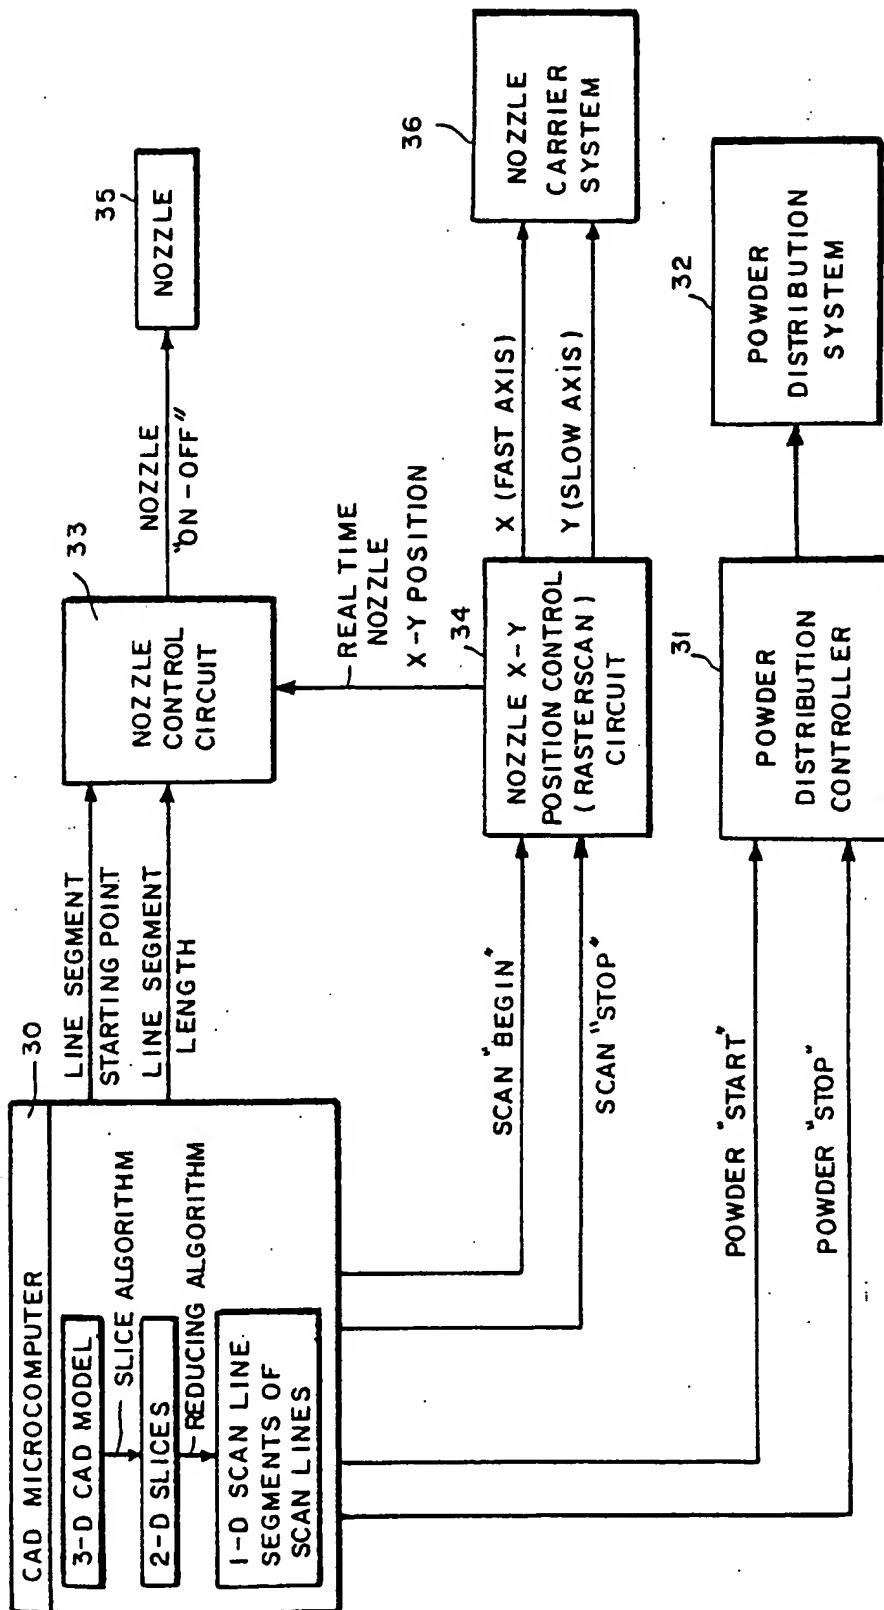 CAD MICROCOMPUTER
30
3-D CAD MODEL
SLICE ALGORITHM
2-D SLICES
REDUCING ALGORITHM
1-D SCAN LINE
SEGMENTS OF
SCAN LINES
LINE SEGMENT
STARTING POINT
LINE SEGMENT
LENGTH
33
NOZZLE
CONTROL
CIRCUIT
NOZZLE
"ON-OFF"
35
NOZZLE
REAL TIME
NOZZLE
X-Y POSITION
SCAN "BEGIN"
SCAN "STOP"
34
NOZZLE X-Y
POSITION CONTROL
(RASTERSCAN)
CIRCUIT
X (FAST AXIS)
Y (SLOW AXIS)
36
NOZZLE
CARRIER
SYSTEM
POWDER "START"
POWDER "STOP"
31
POWDER
DISTRIBUTION
CONTROLLER
32
POWDER
DISTRIBUTION
SYSTEM